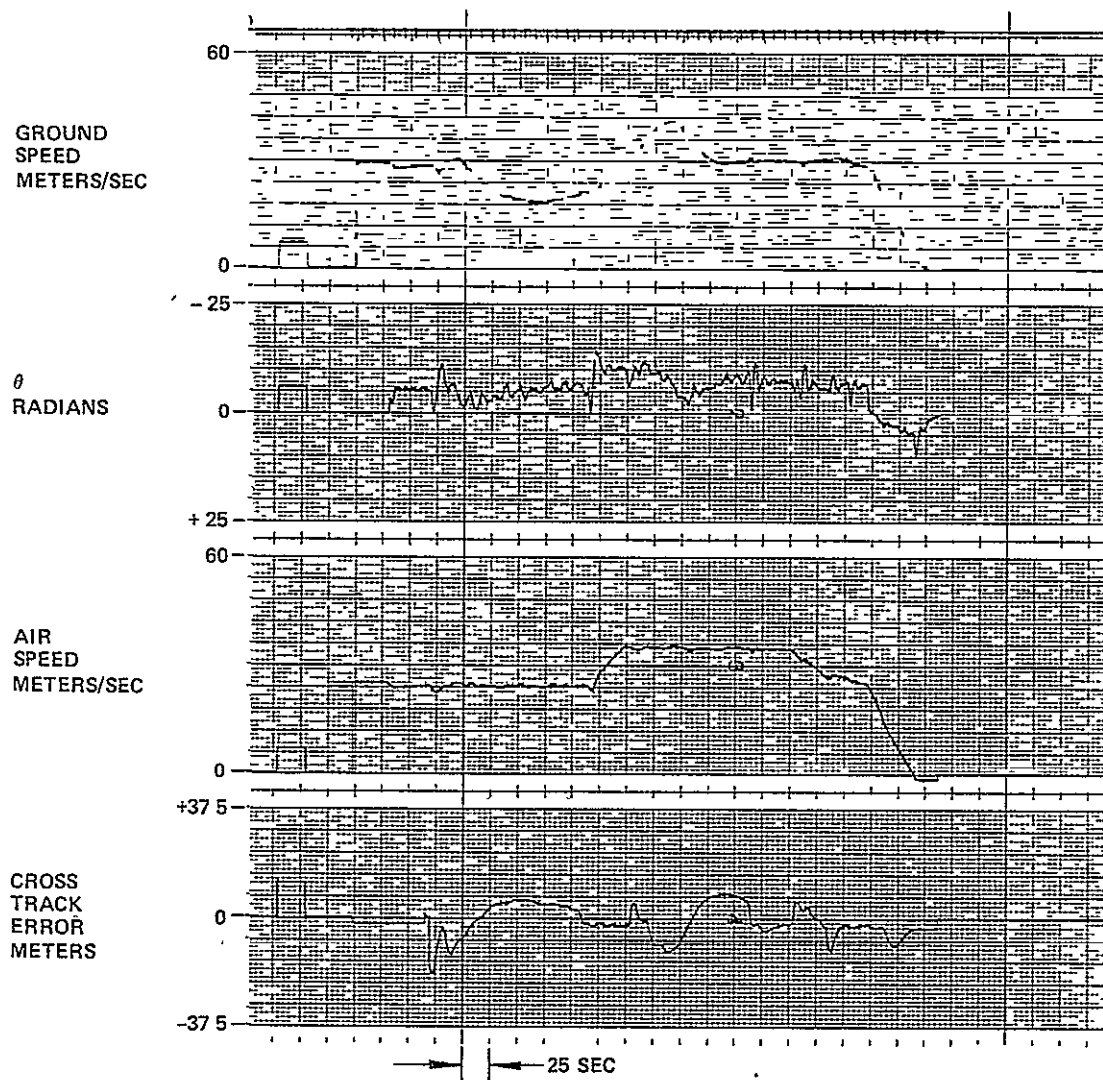 60
GROUND
SPEED
METERS/SEC
0
– 25
θ
RADIANS
0
+ 25
60
AIR
SPEED
METERS/SEC
0
+37 5
CROSS
TRACK
ERROR
METERS
0
–37 5
25 SEC